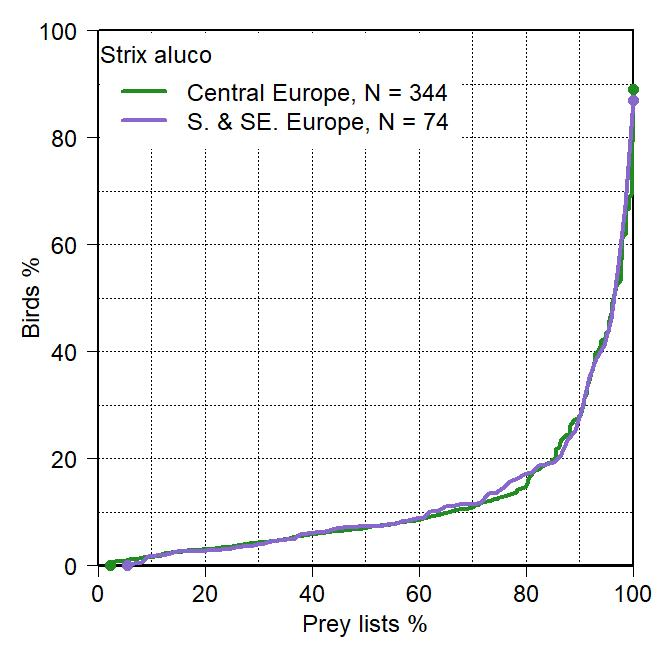 Strix aluco
Central Europe, N = 344
S. & SE. Europe, N = 74
100
80
60
40
20
0
Birds %
0 20 40 60 80 100
Prey lists %